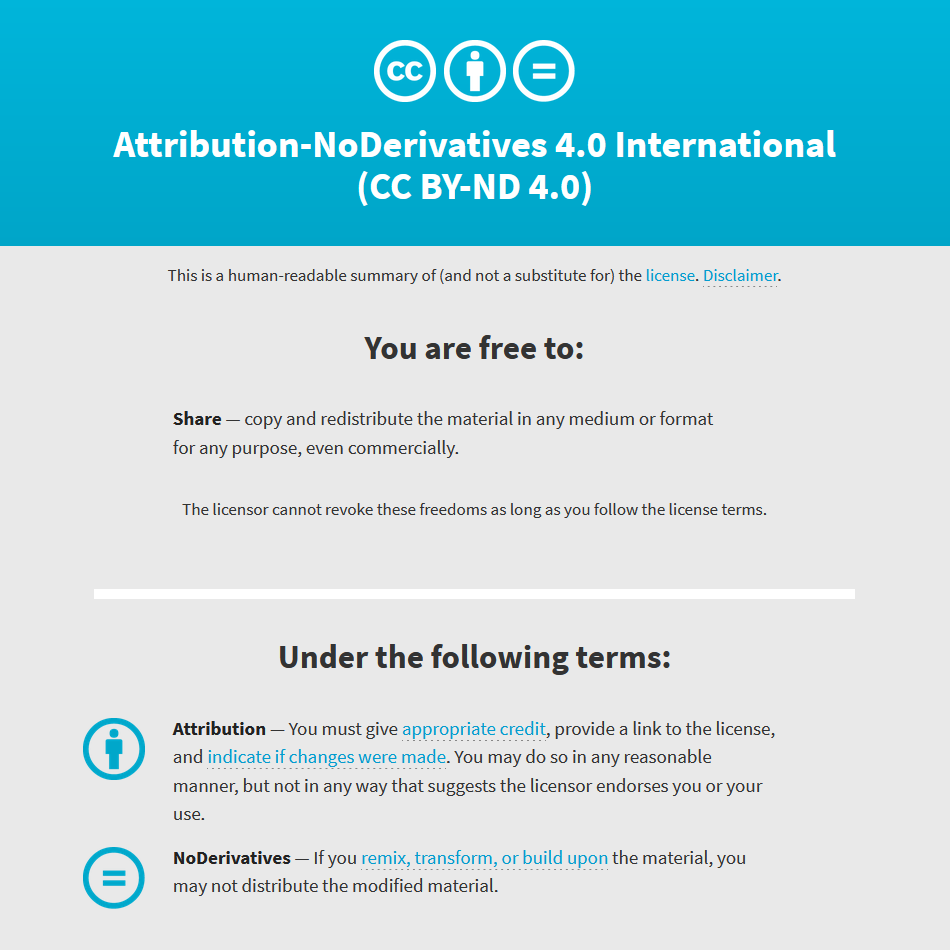 cc
Attribution-NoDerivatives 4.0 International
(CC BY-ND 4.0)
This is a human-readable summary of (and not a substitute for) the license. Disclaimer.
You are free to:
Share — copy and redistribute the material in any medium or format
for any purpose, even commercially.
The licensor cannot revoke these freedoms as long as you follow the license terms.
Under the following terms:
Attribution — You must give appropriate credit, provide a link to the license,
and indicate if changes were made. You may do so in any reasonable
manner, but not in any way that suggests the licensor endorses you or your
use.
NoDerivatives — If you remix, transform, or build upon the material, you
may not distribute the modified material.